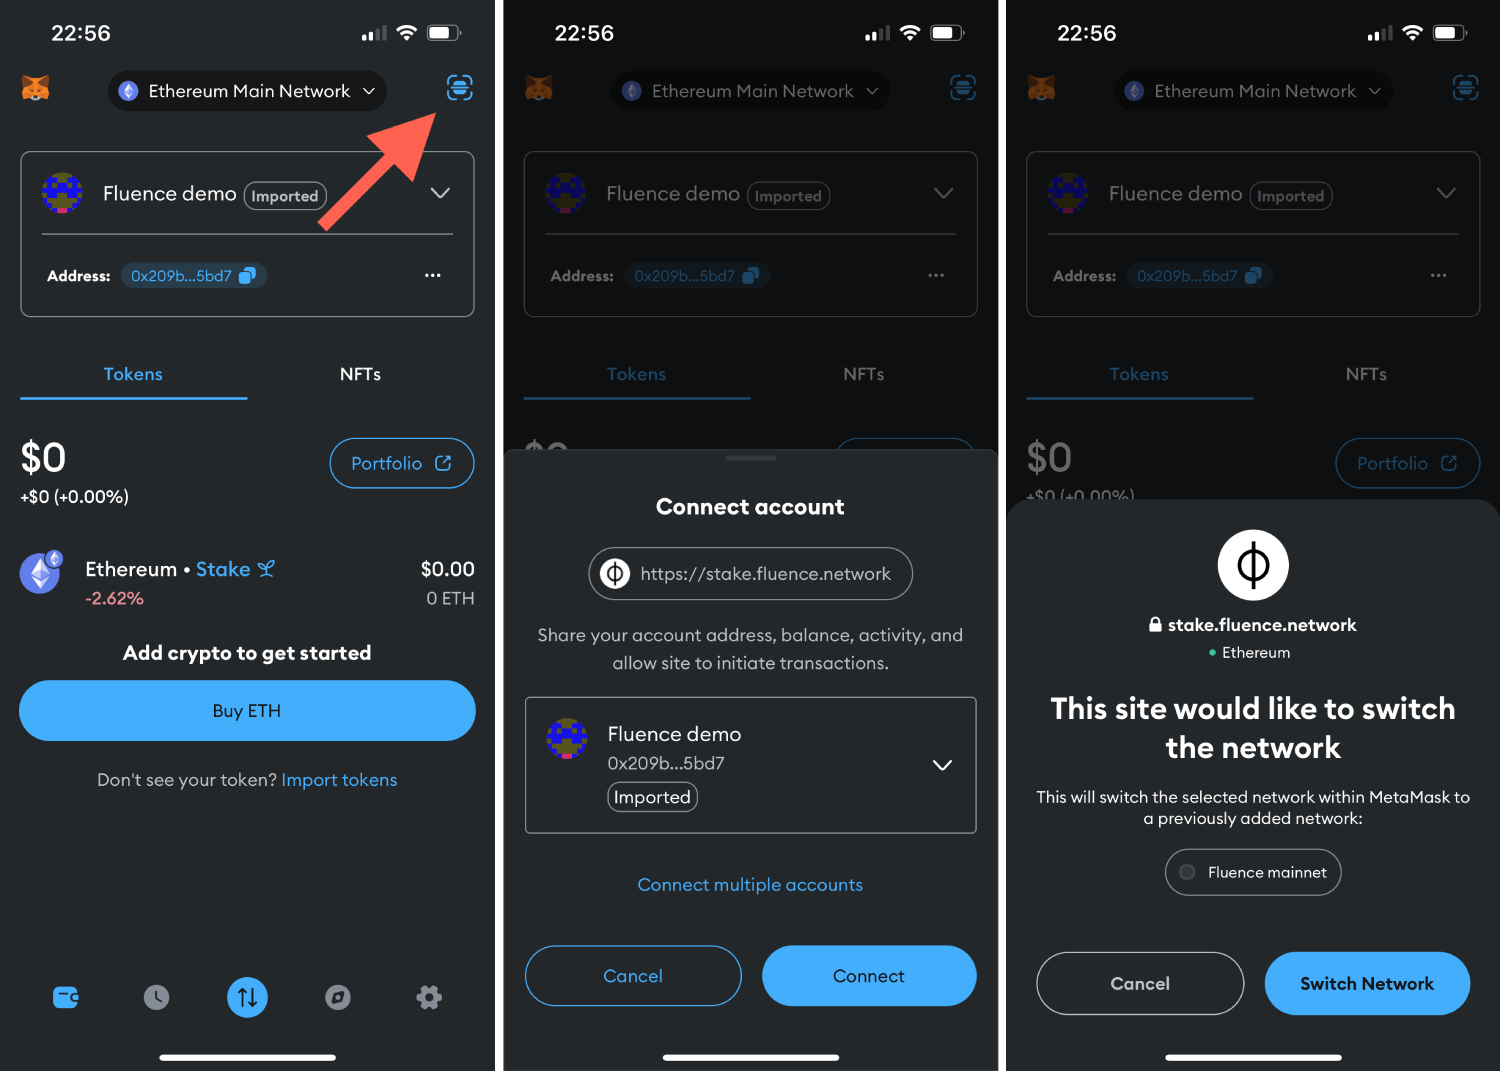 22:56
Ethereum Main Network
Fluence demo Imported
Address: 0x209b...5bd7
Tokens NFTs
$0
Portfolio
+$0 (+0.00%)
Ethereum • Stake $0.00
-2.62% 0 ETH
Add crypto to get started
Buy ETH
Don't see your token? Import tokens
22:56
Ethereum Main Network
Fluence demo Imported
Address: 0x209b...5bd7
Tokens NFTs
$0
Connect account
https://stake.fluence.network
Share your account address, balance, activity, and
allow site to initiate transactions.
Fluence demo
0x209b...5bd7
Imported
Connect multiple accounts
Cancel Connect
22:56
Ethereum Main Network
Fluence demo Imported
Address: 0x209b...5bd7
Tokens NFTs
$0
Portfolio
+$0 (+0.00%)
stake.fluence.network
• Ethereum
This site would like to switch
the network
This will switch the selected network within MetaMask to
a previously added network:
Fluence mainnet
Cancel Switch Network